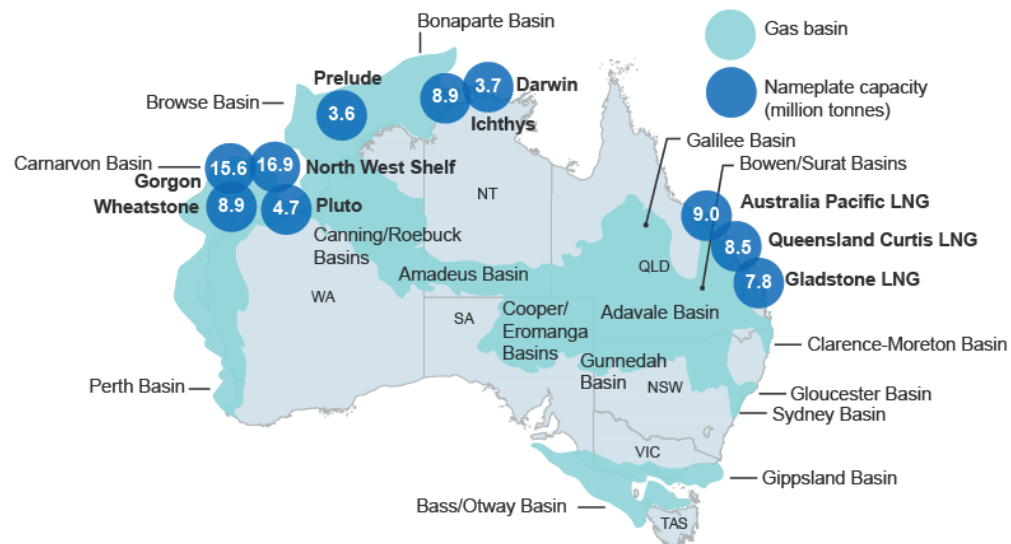 Bonaparte Basin
Gas basin
Prelude
3.6
8.9
3.7
Darwin
Ichthys
Nameplate capacity
(million tonnes)
Browse Basin
Galilee Basin
Bowen/Surat Basins
Carnarvon Basin
15.6
16.9
North West Shelf
Gorgon
Wheatstone
8.9
4.7
Pluto
NT
9.0
Australia Pacific LNG
8.5
Queensland Curtis LNG
7.8
Gladstone LNG
Canning/Roebuck
Basins
Amadeus Basin
QLD
WA
SA
Cooper/
Eromanga
Basins
Adavale Basin
Clarence-Moreton Basin
Gunnedah
Basin
NSW
Perth Basin
Gloucester Basin
Sydney Basin
VIC
Gippsland Basin
Bass/Otway Basin
TAS